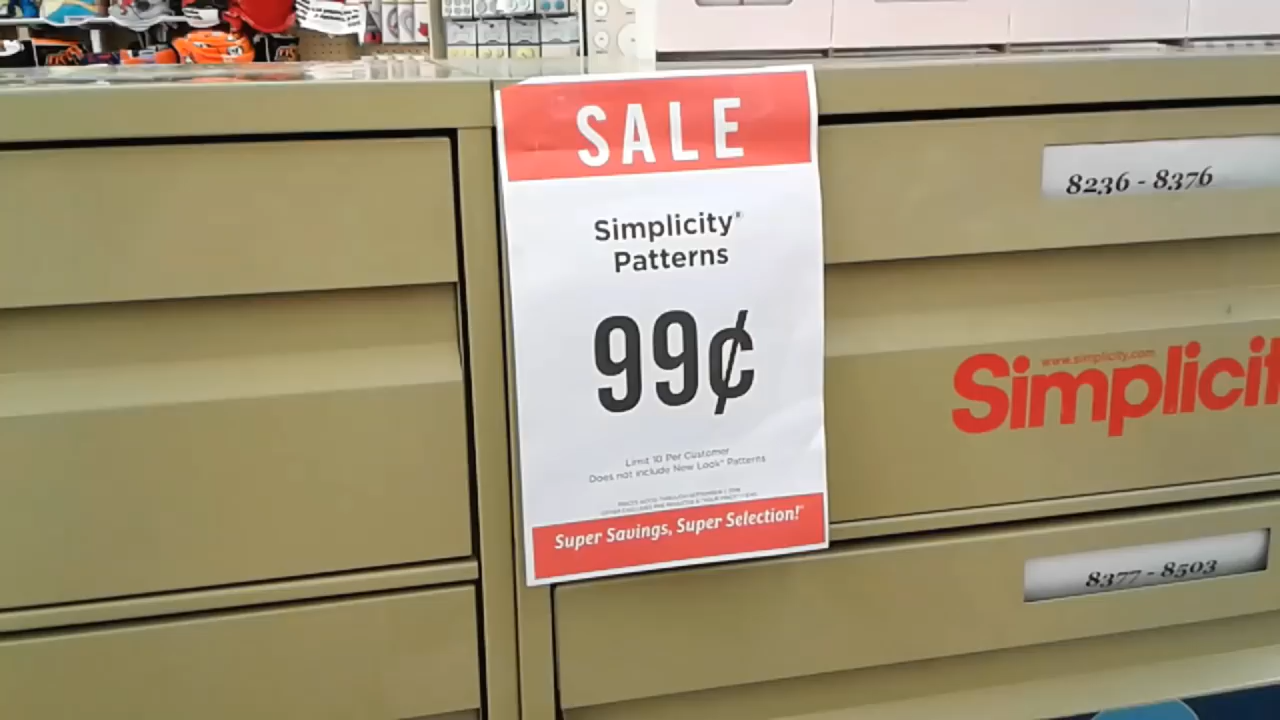 SALE
Simplicity®
Patterns
99¢
Limit 10 Per Customer
Does not include New Look® Patterns
Super Savings, Super Selection!
8236 - 8376
www.simplicity.com
Simplicit
8377 - 8503